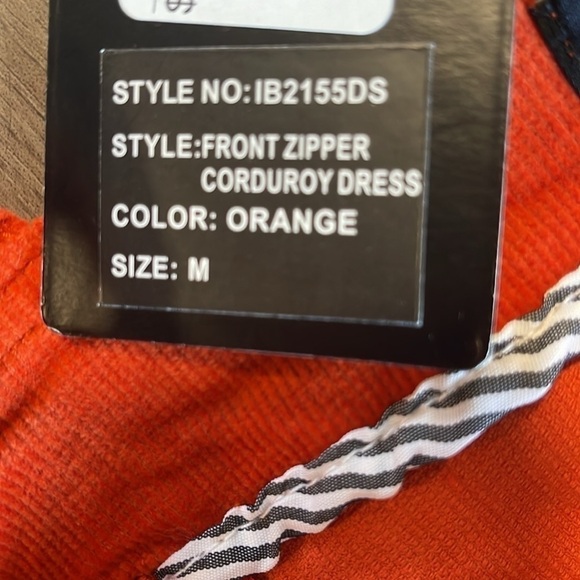 STYLE NO:IB2155DS
STYLE:FRONT ZIPPER
CORDUROY DRESS
COLOR: ORANGE
SIZE: M